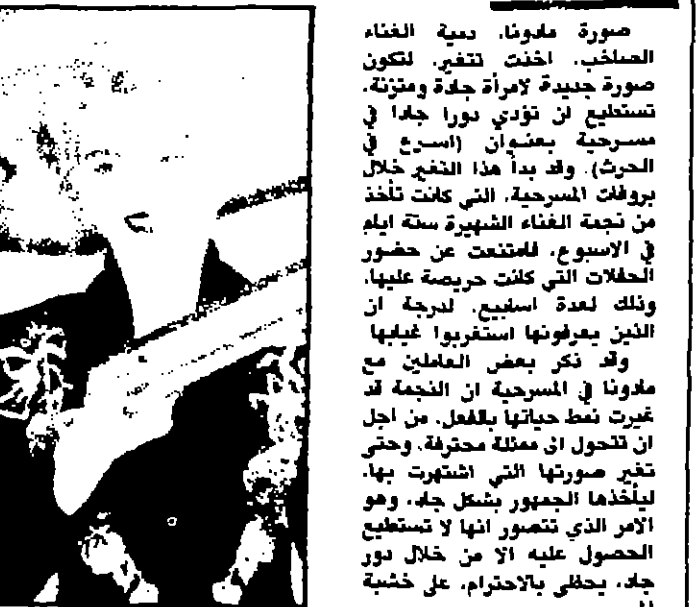 صورة مادونا، دمية الغناء
الصاخب، اخذت تتغير، لتكون
صورة جديدة لامرأة جادة ومتزنة،
تستطيع ان تؤدي دورا جادا في
مسرحية بعنوان (اسرع في
الحرث). وقد بدأ هذا التغير خلال
بروفات المسرحية، التي كانت تأخذ
من نجمة الغناء الشهيرة ستة ايام
في الاسبوع، فامتنعت عن حضور
الحفلات التي كانت حريصة عليها،
وذلك لعدة اسابيع، لدرجة ان
الذين يعرفونها استغربوا غيابها
وقد ذكر بعض العاملين مع
مادونا في المسرحية ان النجمة قد
غيرت نمط حياتها بالفعل، من اجل
ان تتحول الى ممثلة محترفة، وحتى
تغير صورتها التي اشتهرت بها،
ليأخذها الجمهور بشكل جاد، وهو
الامر الذي تتصور انها لا تستطيع
الحصول عليه الا من خلال دور
جاد، يحظى بالاحترام، على خشبة